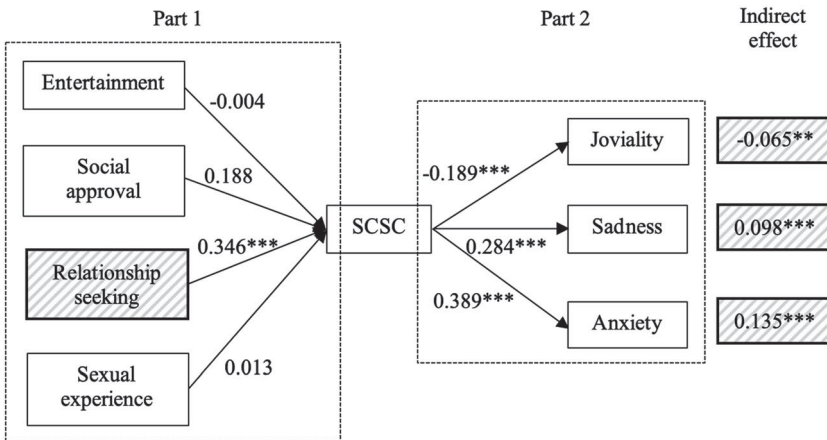 Part 1
Part 2
Indirect
effect
Entertainment
-0.004
Social
approval
0.188
Relationship
seeking
0.346***
Sexual
experience
0.013
SCSC
-0.189***
0.284***
0.389***
Joviality
-0.065**
Sadness
0.098***
Anxiety
0.135***